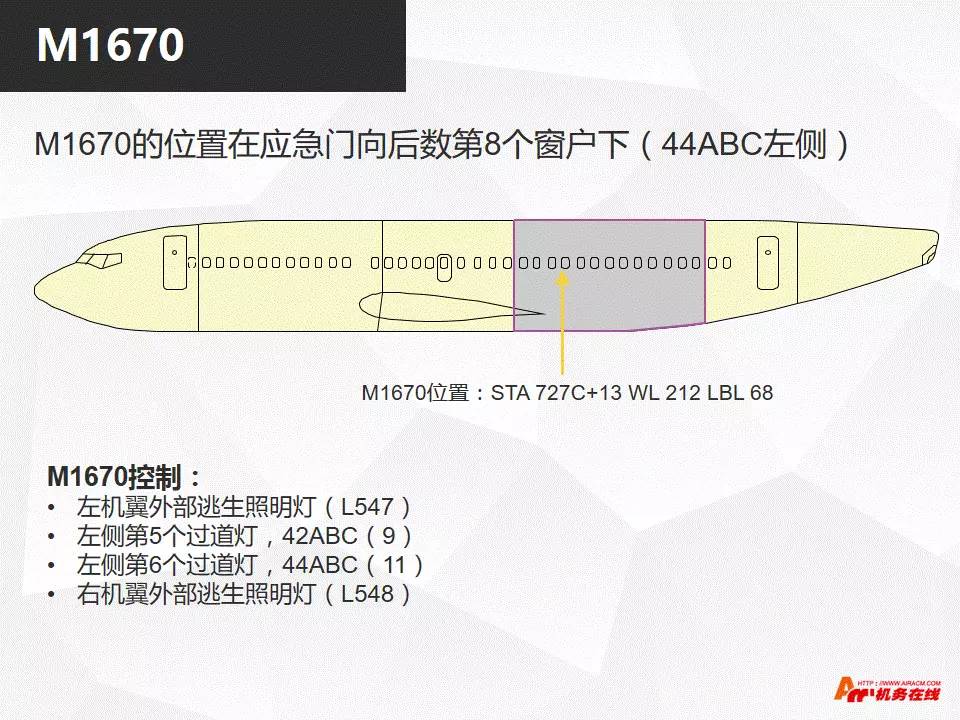 M1670
M1670的位置在应急门向后数第8个窗户下（44ABC左侧）
M1670位置：STA 727C+13 WL 212 LBL 68
M1670控制：
• 左机翼外部逃生照明灯（L547）
• 左侧第5个过道灯，42ABC（9）
• 左侧第6个过道灯，44ABC（11）
• 右机翼外部逃生照明灯（L548）
HTTP://WWW.AIRACM.COM
机务在线